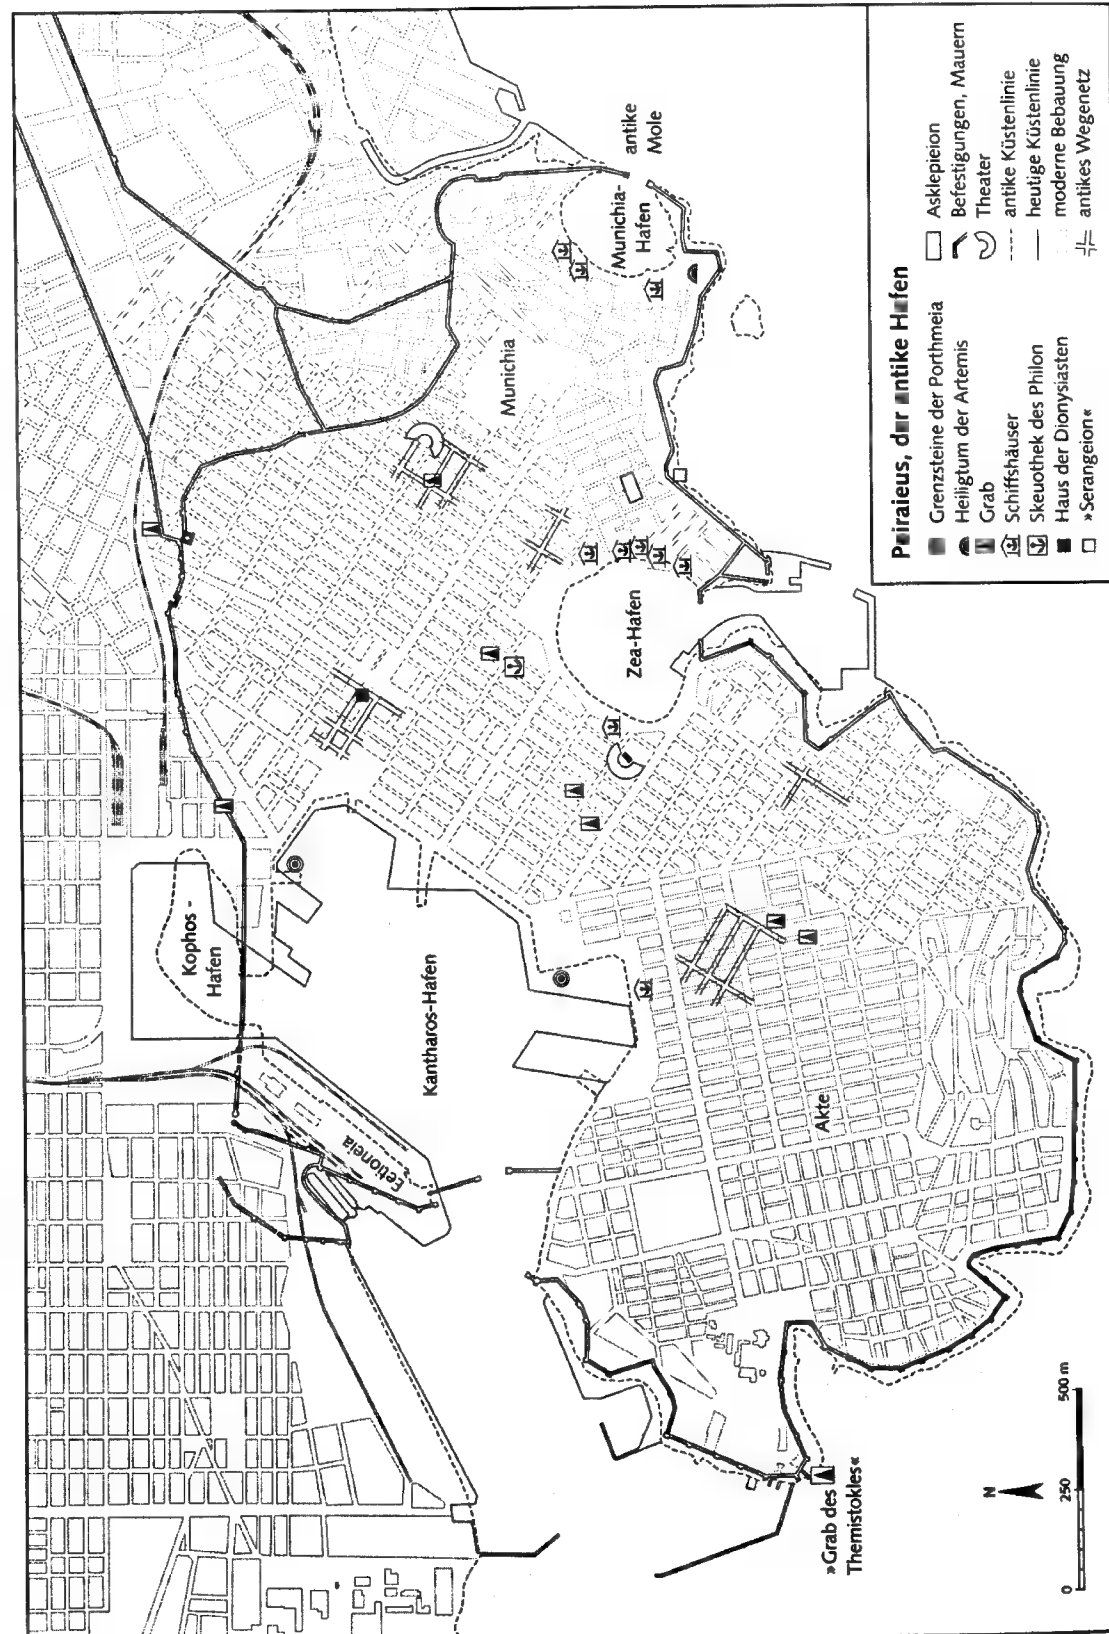 Kophos -
Hafen
Kantharos-Hafen
Eetioneia
Munichia
Munichia-
Hafen
antike
Mole
Zea-Hafen
Akte
»Grab des
Themistokles«
N
0
250
500 m
Peiraieus, der antike Hafen
Grenzsteine der Porthmeia
Heiligtum der Artemis
Grab
Schiffshäuser
Skeuothek des Philon
Haus der Dionysiasten
»Serangeion«
Asklepieion
Befestigungen, Mauern
Theater
antike Küstenlinie
heutige Küstenlinie
moderne Bebauung
antikes Wegenetz